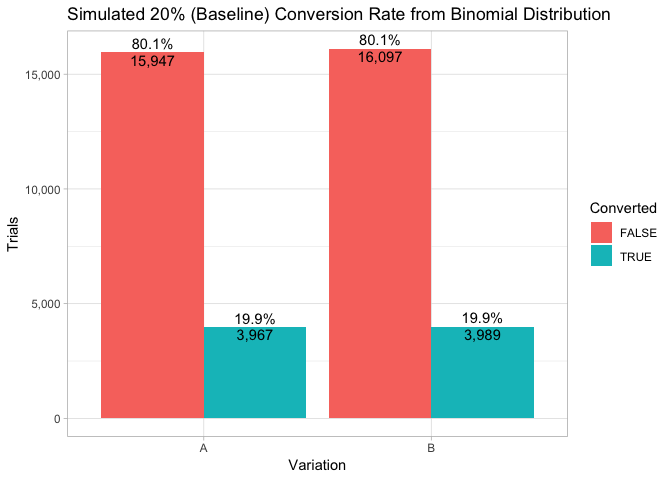 Simulated 20% (Baseline) Conversion Rate from Binomial Distribution
80.1%
15,947
80.1%
16,097
19.9%
3,967
19.9%
3,989
15,000
10,000
5,000
0
Trials
A
B
Variation
Converted
FALSE
TRUE